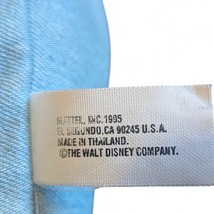 MATTEL, INC. 1995
EL SEGUNDO, CA 90245 U.S.A.
MADE IN THAILAND.
©THE WALT DISNEY COMPANY.